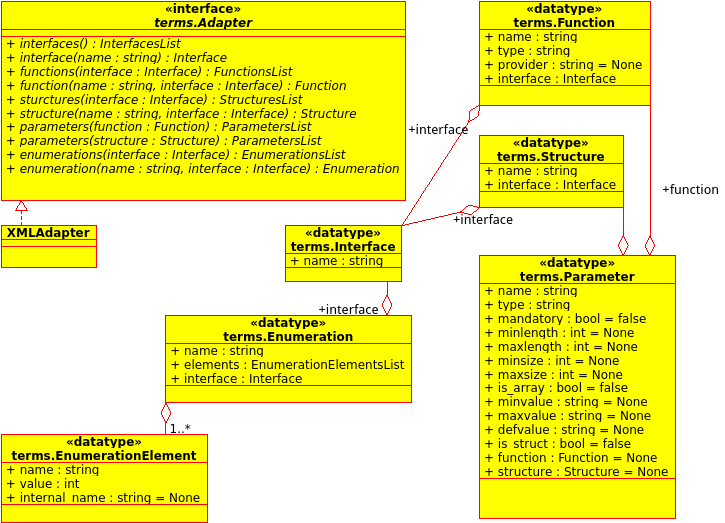 «interface»
terms.Adapter
+ interfaces() : InterfacesList
+ interface(name : string) : Interface
+ functions(interface : Interface) : FunctionsList
+ function(name : string, interface : Interface) : Function
+ sturctures(interface : Interface) : StructuresList
+ structure(name : string, interface : Interface) : Structure
+ parameters(function : Function) : ParametersList
+ parameters(structure : Structure) : ParametersList
+ enumerations(interface : Interface) : EnumerationsList
+ enumeration(name : string, interface : Interface) : Enumeration
XMLAdapter
«datatype»
terms.Function
+ name : string
+ type : string
+ provider : string = None
+ interface : Interface
+interface
«datatype»
terms.Structure
+ name : string
+ interface : Interface
+function
+interface
«datatype»
terms.Interface
+ name : string
+interface
«datatype»
terms.Enumeration
+ name : string
+ elements : EnumerationElementsList
+ interface : Interface
1..*
«datatype»
terms.EnumerationElement
+ name : string
+ value : int
+ internal_name : string = None
«datatype»
terms.Parameter
+ name : string
+ type : string
+ mandatory : bool = false
+ minlength : int = None
+ maxlength : int = None
+ minsize : int = None
+ maxsize : int = None
+ is_array : bool = false
+ minvalue : string = None
+ maxvalue : string = None
+ defvalue : string = None
+ is_struct : bool = false
+ function : Function = None
+ structure : Structure = None